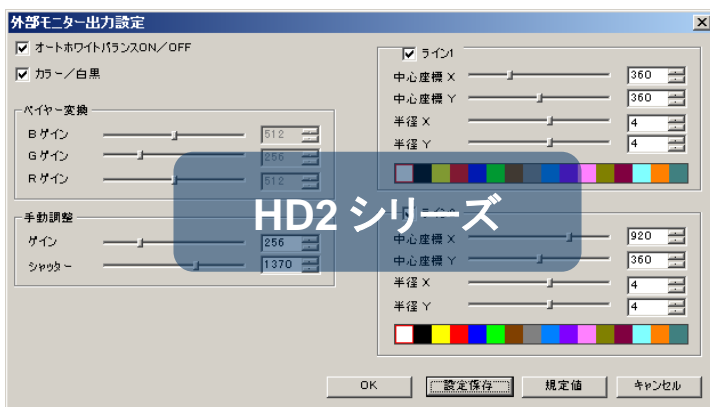 外部モニター出力設定
オートホワイトバランスON／OFF
カラー／白黒
ベイヤー変換
Bゲイン 512
Gゲイン 256
Rゲイン 512
手動調整
ゲイン 256
シャッター 1370
ライン1
中心座標 X 360
中心座標 Y 360
半径 X 4
半径 Y 4
HD2 シリーズ
中心座標 X 920
中心座標 Y 360
半径 X 4
半径 Y 4
OK 設定保存 規定値 キャンセル